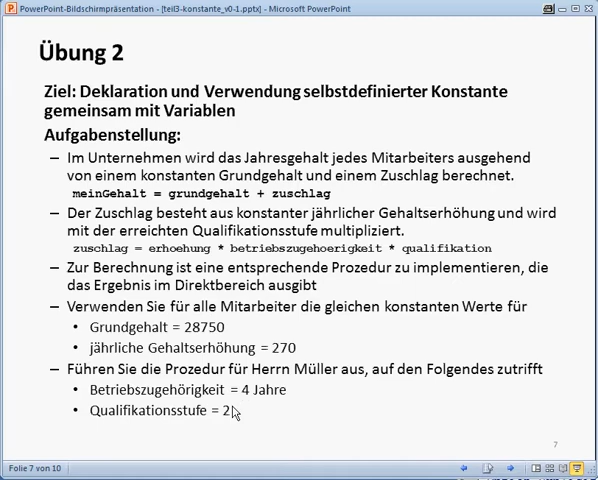 PowerPoint-Bildschirmpräsentation - [teil3-konstante_v0-1.pptx] - Microsoft PowerPoint
Übung 2
Ziel: Deklaration und Verwendung selbstdefinierter Konstante
gemeinsam mit Variablen
Aufgabenstellung:
– Im Unternehmen wird das Jahresgehalt jedes Mitarbeiters ausgehend
von einem konstanten Grundgehalt und einem Zuschlag berechnet.
meinGehalt = grundgehalt + zuschlag
– Der Zuschlag besteht aus konstanter jährlicher Gehaltserhöhung und wird
mit der erreichten Qualifikationsstufe multipliziert.
zuschlag = erhoehung * betriebszugehoerigkeit * qualifikation
– Zur Berechnung ist eine entsprechende Prozedur zu implementieren, die
das Ergebnis im Direktbereich ausgibt
– Verwenden Sie für alle Mitarbeiter die gleichen konstanten Werte für
• Grundgehalt = 28750
• jährliche Gehaltserhöhung = 270
– Führen Sie die Prozedur für Herrn Müller aus, auf den Folgendes zutrifft
• Betriebszugehörigkeit = 4 Jahre
• Qualifikationsstufe = 2
7
Folie 7 von 10